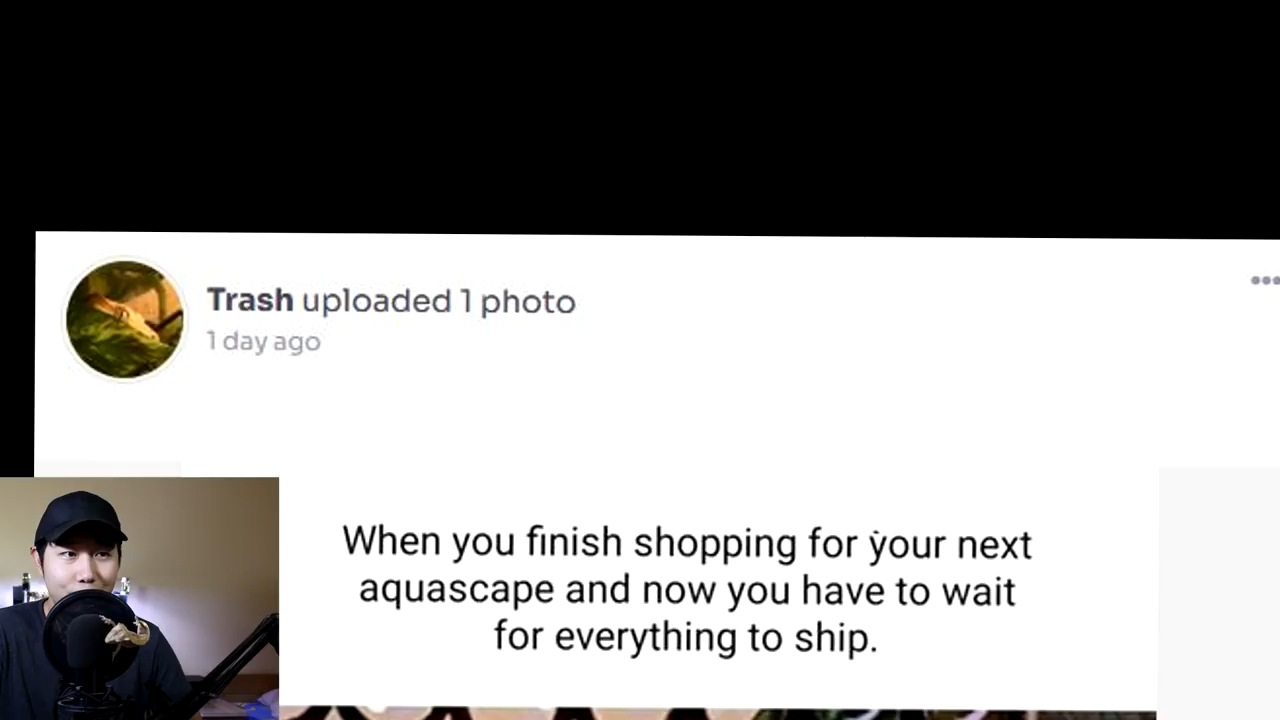 Trash uploaded 1 photo
1 day ago
When you finish shopping for your next
aquascape and now you have to wait
for everything to ship.